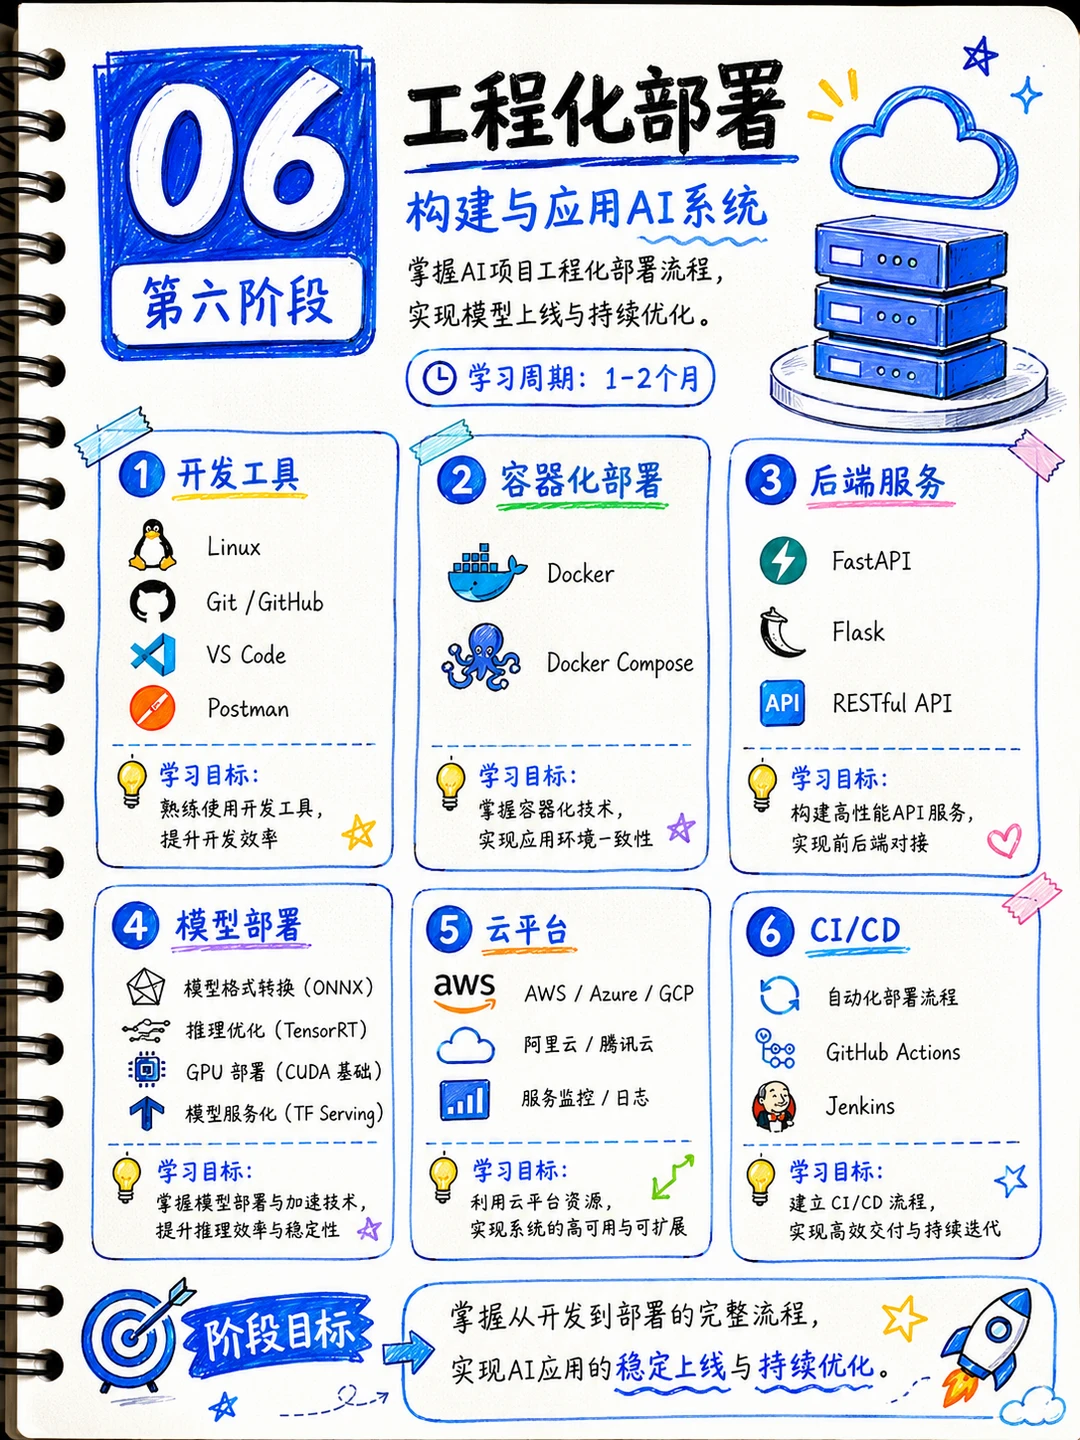 06
第六阶段
工程化部署
构建与应用AI系统
掌握AI项目工程化部署流程，
实现模型上线与持续优化。
学习周期：1-2个月
1 开发工具
Linux
Git / GitHub
VS Code
Postman
学习目标：
熟练使用开发工具，
提升开发效率
2 容器化部署
Docker
Docker Compose
学习目标：
掌握容器化技术，
实现应用环境一致性
3 后端服务
FastAPI
Flask
API
RESTful API
学习目标：
构建高性能API服务，
实现前后端对接
4 模型部署
模型格式转换（ONNX）
推理优化（TensorRT）
GPU 部署（CUDA 基础）
模型服务化（TF Serving）
学习目标：
掌握模型部署与加速技术，
提升推理效率与稳定性
5 云平台
aws
AWS / Azure / GCP
阿里云 / 腾讯云
服务监控 / 日志
学习目标：
利用云平台资源，
实现系统的高可用与可扩展
6 CI/CD
自动化部署流程
GitHub Actions
Jenkins
学习目标：
建立 CI/CD 流程，
实现高效交付与持续迭代
阶段目标
掌握从开发到部署的完整流程，
实现AI应用的稳定上线与持续优化。